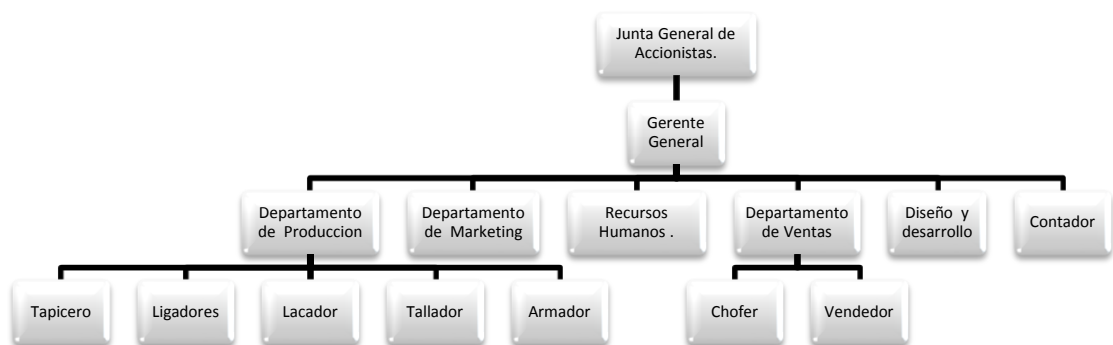 Junta General de
Accionistas.
Gerente
General
Departamento
de Produccion
Departamento
de Marketing
Recursos
Humanos .
Departamento
de Ventas
Diseño y
desarrollo
Contador
Tapicero
Ligadores
Lacador
Tallador
Armador
Chofer
Vendedor